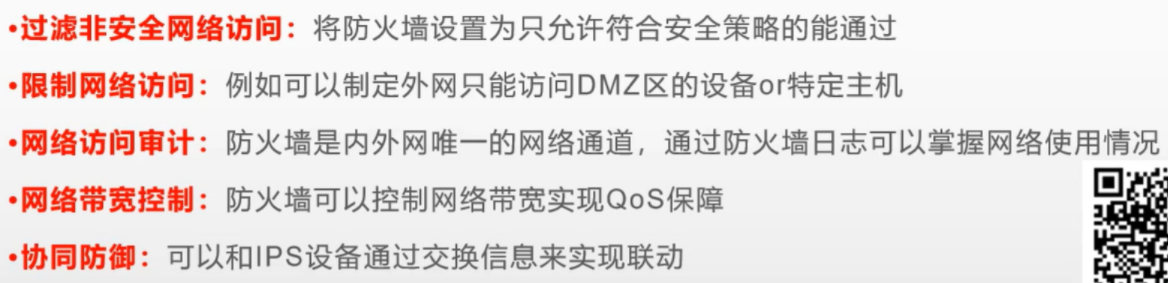 •过滤非安全网络访问：将防火墙设置为只允许符合安全策略的能通过
•限制网络访问：例如可以制定外网只能访问DMZ区的设备or特定主机
•网络访问审计：防火墙是内外网唯一的网络通道，通过防火墙日志可以掌握网络使用情况
•网络带宽控制：防火墙可以控制网络带宽实现QoS保障
•协同防御：可以和IPS设备通过交换信息来实现联动